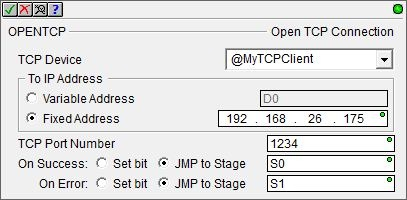 OPENTCP Open TCP Connection
TCP Device @MyTCPClient
To IP Address
Variable Address D0
Fixed Address 192 . 168 . 26 . 175
TCP Port Number 1234
On Success: Set bit JMP to Stage S0
On Error: Set bit JMP to Stage S1